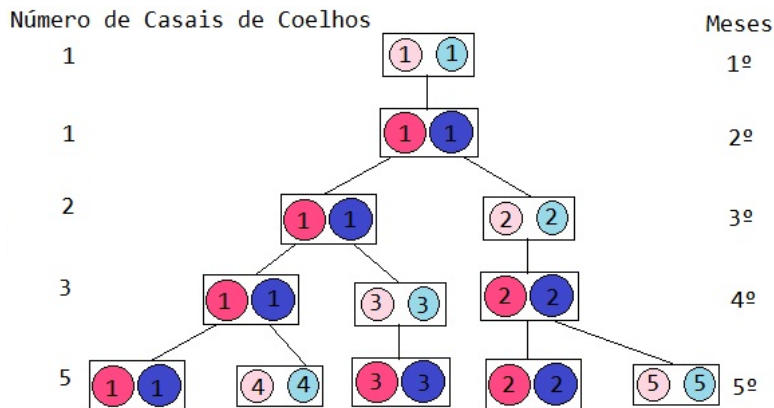 Número de Casais de Coelhos Meses
1 1 1 1º
1 1 1 2º
2 1 1 2 2 3º
3 1 1 3 3 2 2 4º
5 1 1 4 4 3 3 2 2 5 5 5º